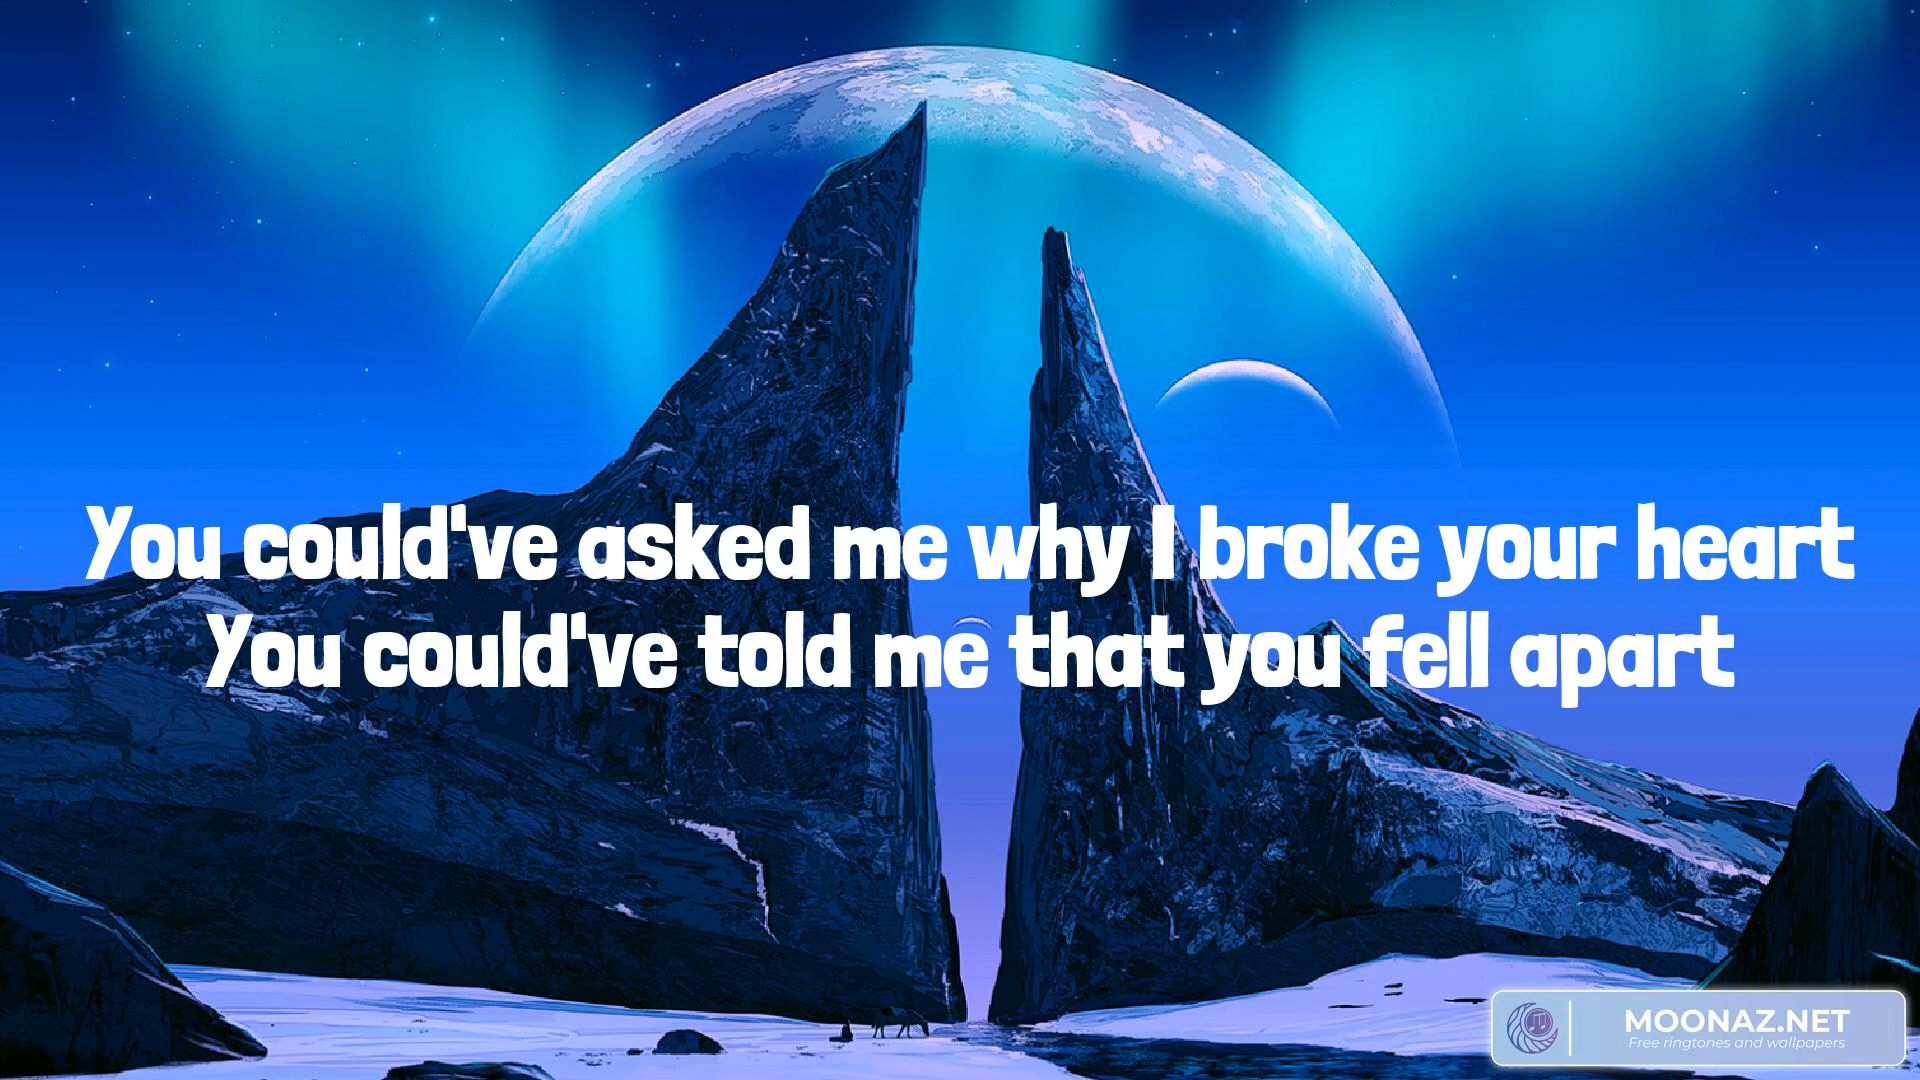 You could've asked me why I broke your heart
You could've told me that you fell apart
MOONAZ.NET
Free ringtones and wallpapers